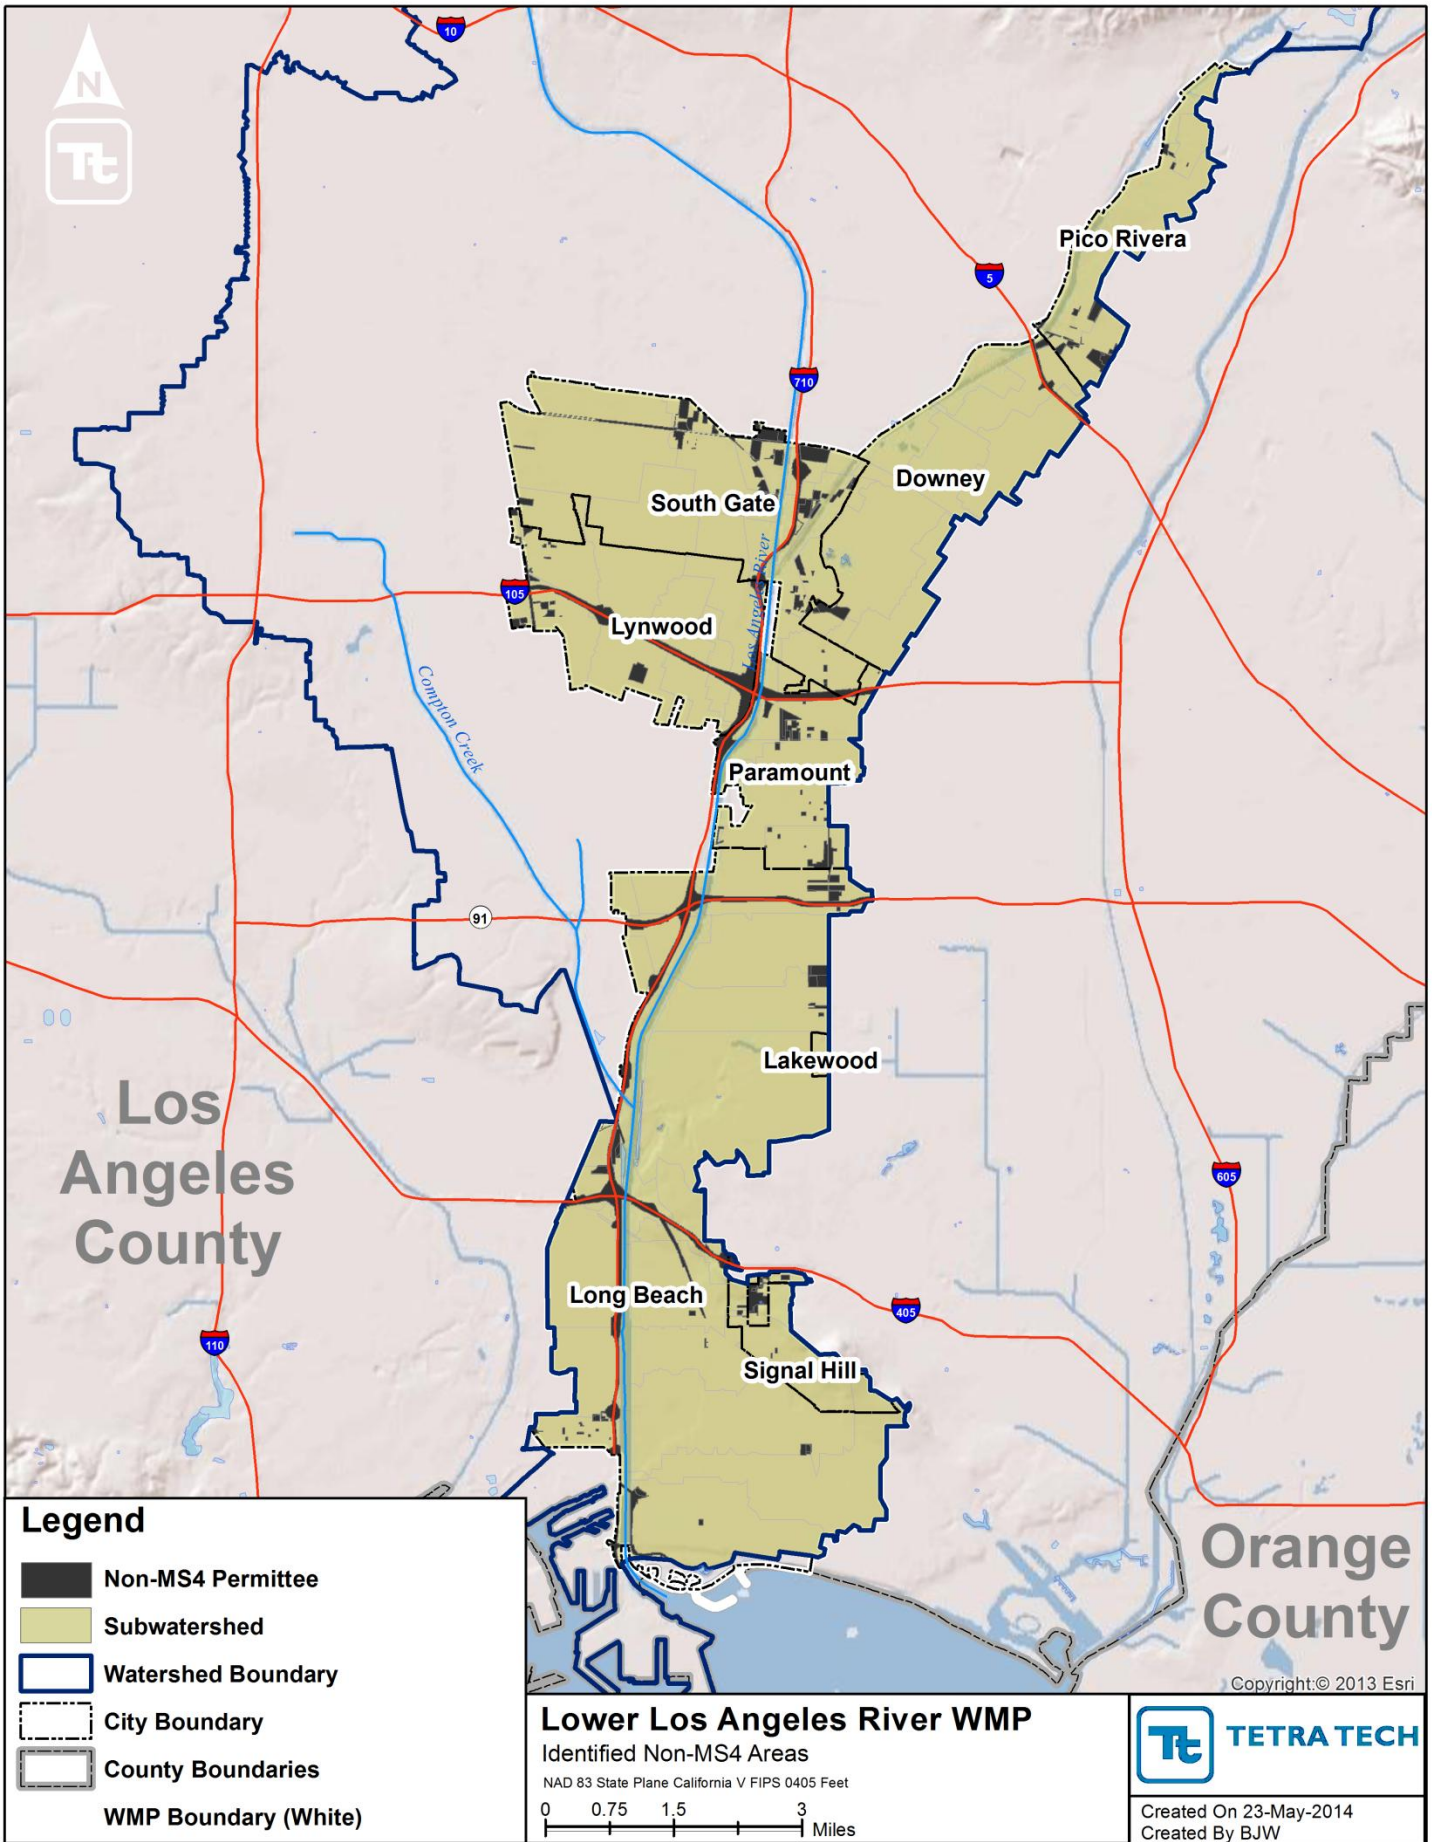 10
N
Tt
Pico Rivera
5
710
Downey
South Gate
Los Angeles River
105
Lynwood
Compton Creek
Paramount
91
Lakewood
Los
Angeles
County
605
Long Beach
405
110
Signal Hill
Orange
County
Copyright:© 2013 Esri
Legend
Non-MS4 Permittee
Subwatershed
Watershed Boundary
City Boundary
County Boundaries
WMP Boundary (White)
Lower Los Angeles River WMP
Identified Non-MS4 Areas
NAD 83 State Plane California V FIPS 0405 Feet
0 0.75 1.5 3
Miles
Tt TETRA TECH
Created On 23-May-2014
Created By BJW